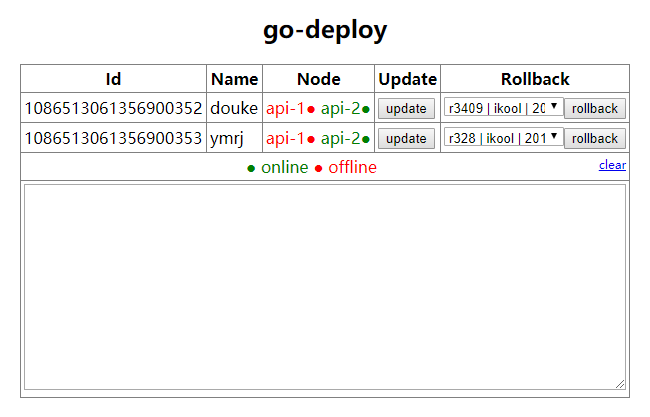 go-deploy
Id Name Node Update Rollback
1086513061356900352 douke api-1● api-2● update r3409 | ikool | 20 rollback
1086513061356900353 ymrj api-1● api-2● update r328 | ikool | 201 rollback
● online ● offline clear